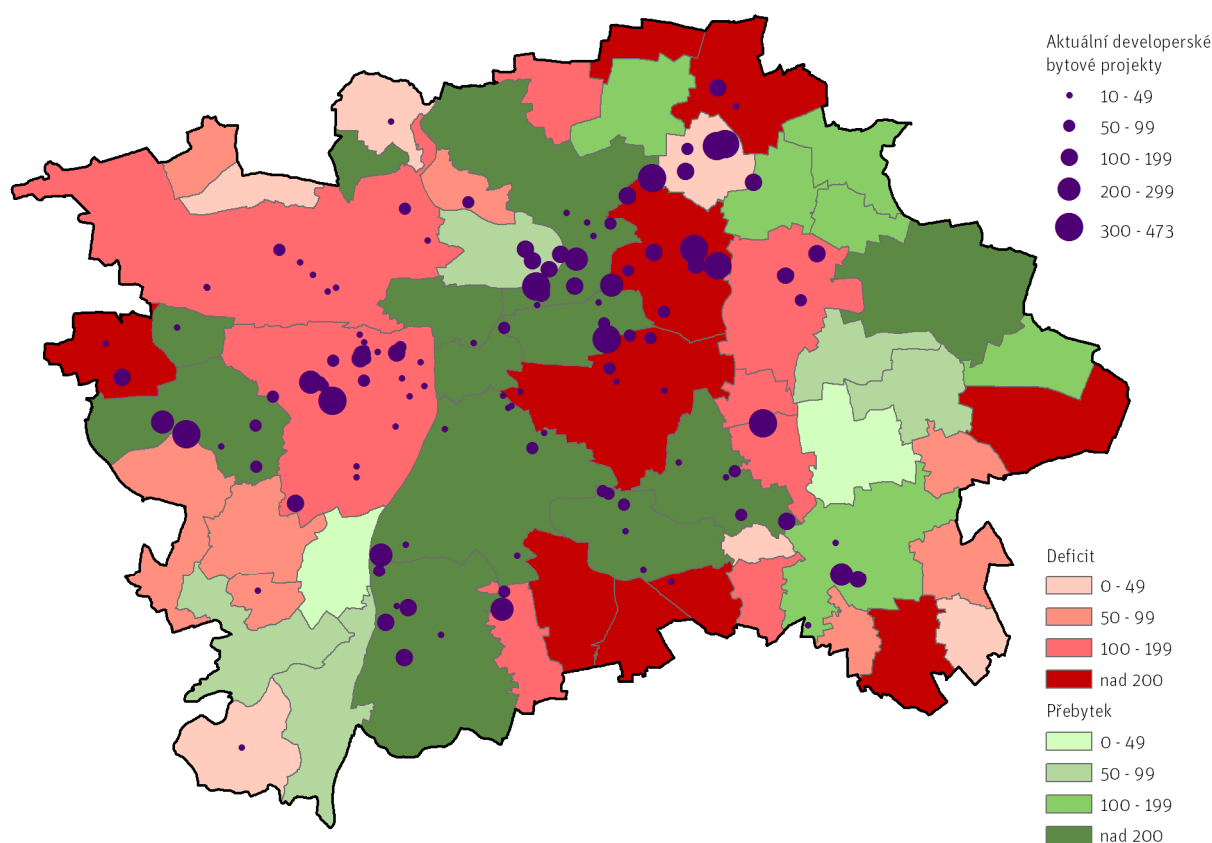 Aktuální developerské
bytové projekty
10 - 49
50 - 99
100 - 199
200 - 299
300 - 473
Deficit
0 - 49
50 - 99
100 - 199
nad 200
Přebytek
0 - 49
50 - 99
100 - 199
nad 200